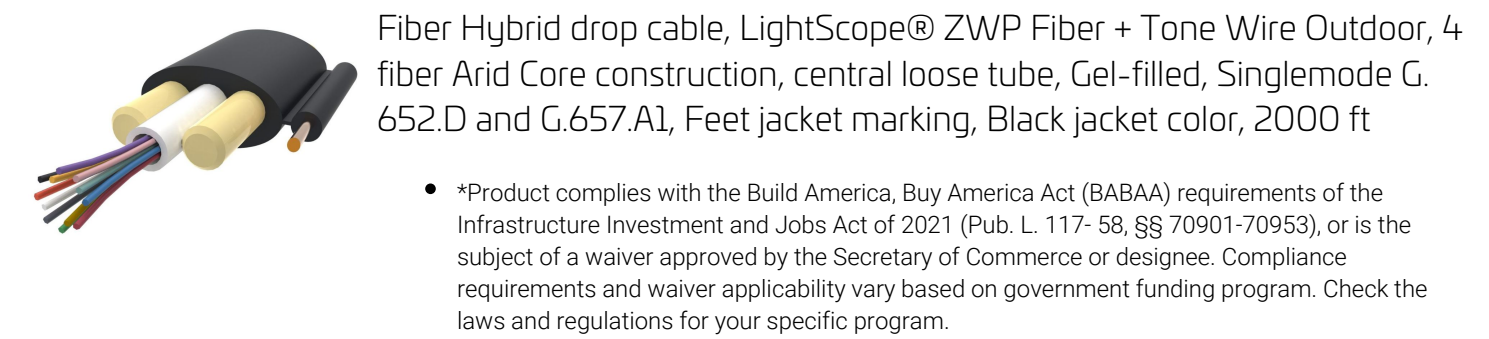 Fiber Hybrid drop cable, LightScope® ZWP Fiber + Tone Wire Outdoor, 4
fiber Arid Core construction, central loose tube, Gel-filled, Singlemode G.
652.D and G.657.A1, Feet jacket marking, Black jacket color, 2000 ft
• *Product complies with the Build America, Buy America Act (BABAA) requirements of the
Infrastructure Investment and Jobs Act of 2021 (Pub. L. 117- 58, §§ 70901-70953), or is the
subject of a waiver approved by the Secretary of Commerce or designee. Compliance
requirements and waiver applicability vary based on government funding program. Check the
laws and regulations for your specific program.